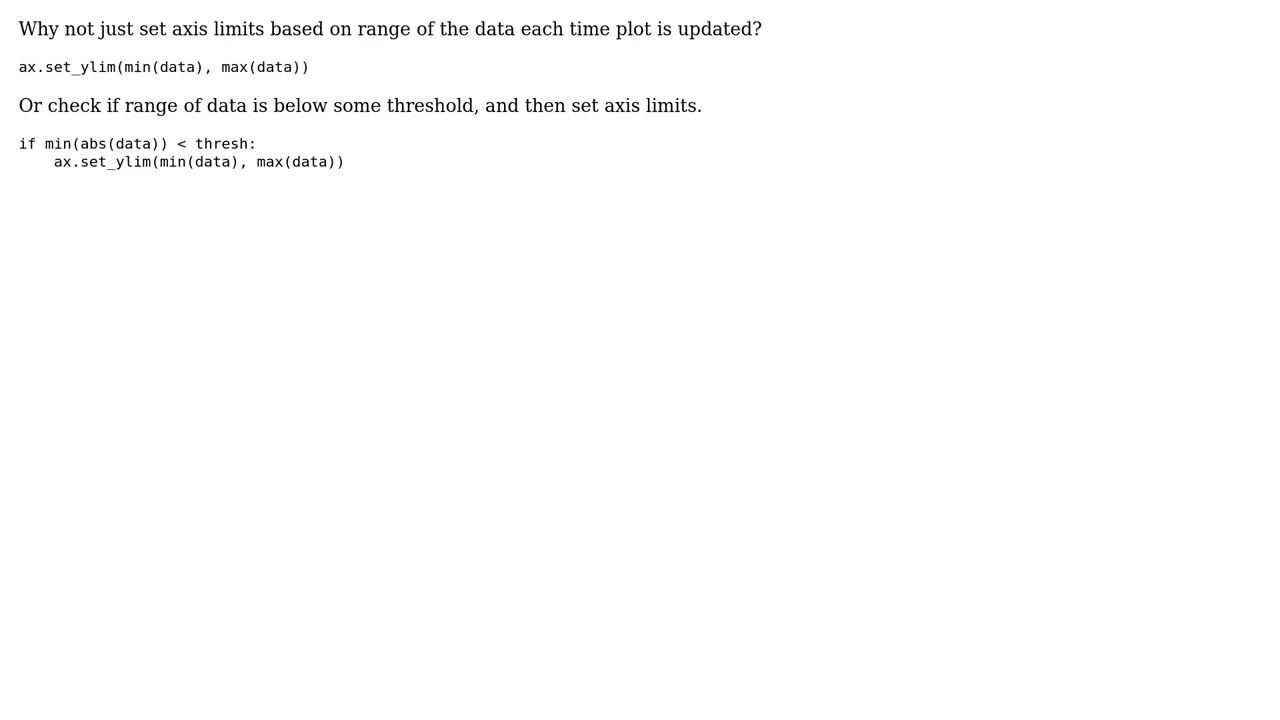 Why not just set axis limits based on range of the data each time plot is updated?
ax.set_ylim(min(data), max(data))
Or check if range of data is below some threshold, and then set axis limits.
if min(abs(data)) < thresh:
    ax.set_ylim(min(data), max(data))